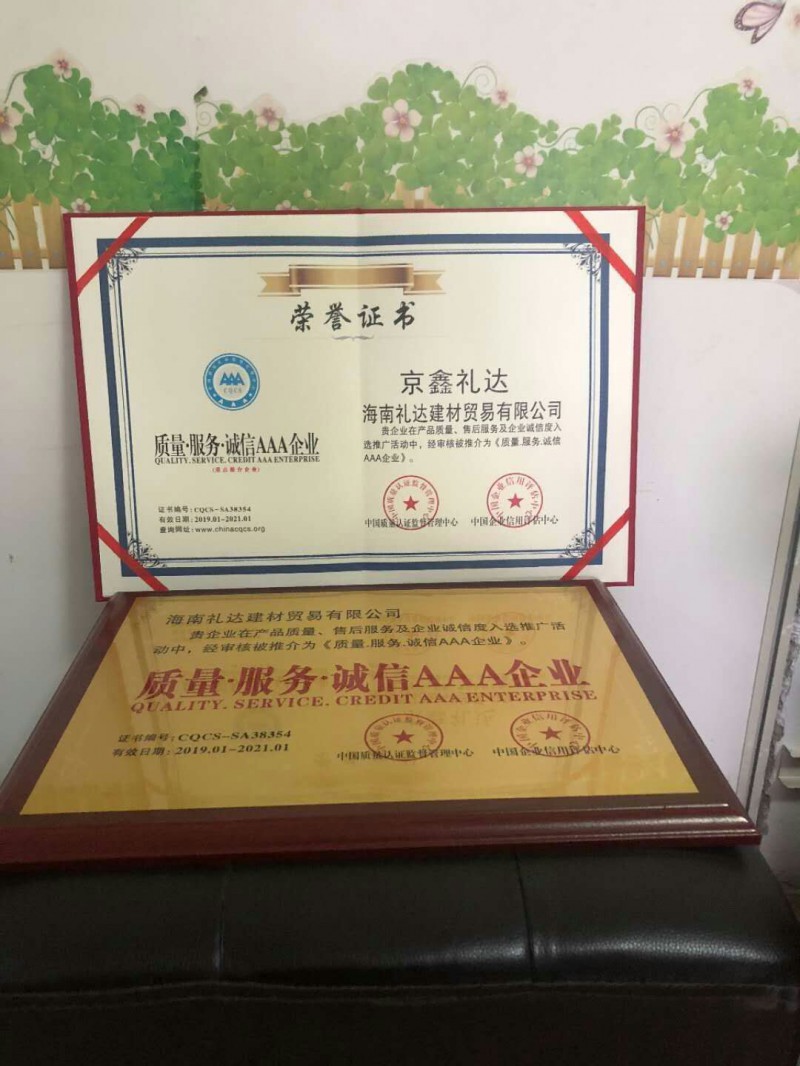 荣誉证书
AAA
CQCS
质量·服务·诚信AAA企业
QUALITY. SERVICE. CREDIT AAA ENTERPRISE
证书编号: CQCS--SA38354
有效日期: 2019.01-2021.01
查询网址: www.chinacqcs.org
京鑫礼达
海南礼达建材贸易有限公司
贵企业在产品质量、售后服务及企业诚信度入
选推广活动中，经审核被推介为《质量.服务.诚信
AAA企业》。
中国质量认证监督管理中心
中国企业信用评估中心
海南礼达建材贸易有限公司
贵企业在产品质量、售后服务及企业诚信度入选推广活
动中，经审核被推介为《质量.服务.诚信AAA企业》。
质量·服务·诚信AAA企业
QUALITY. SERVICE. CREDIT AAA ENTERPRISE
证书编号: CQCS--SA38354
有效日期: 2019.01-2021.01
中国质量认证监督管理中心
中国企业信用评估中心